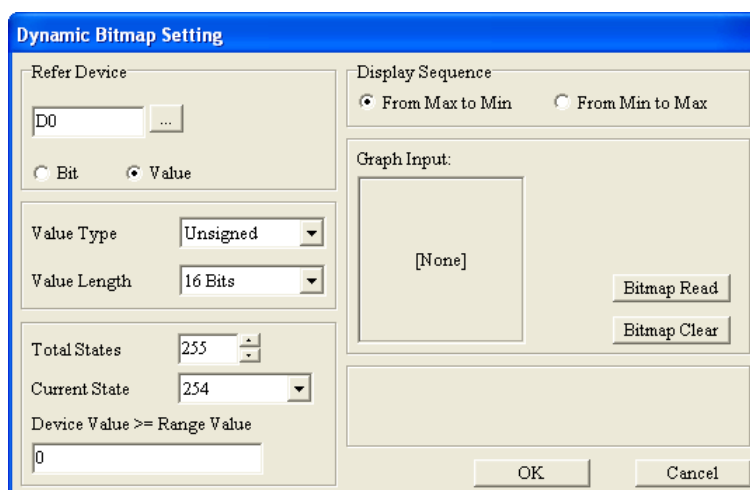 Dynamic Bitmap Setting
Refer Device
D0
...
Bit
Value
Value Type
Unsigned
Value Length
16 Bits
Total States
255
Current State
254
Device Value >= Range Value
0
Display Sequence
From Max to Min
From Min to Max
Graph Input:
[None]
Bitmap Read
Bitmap Clear
OK
Cancel